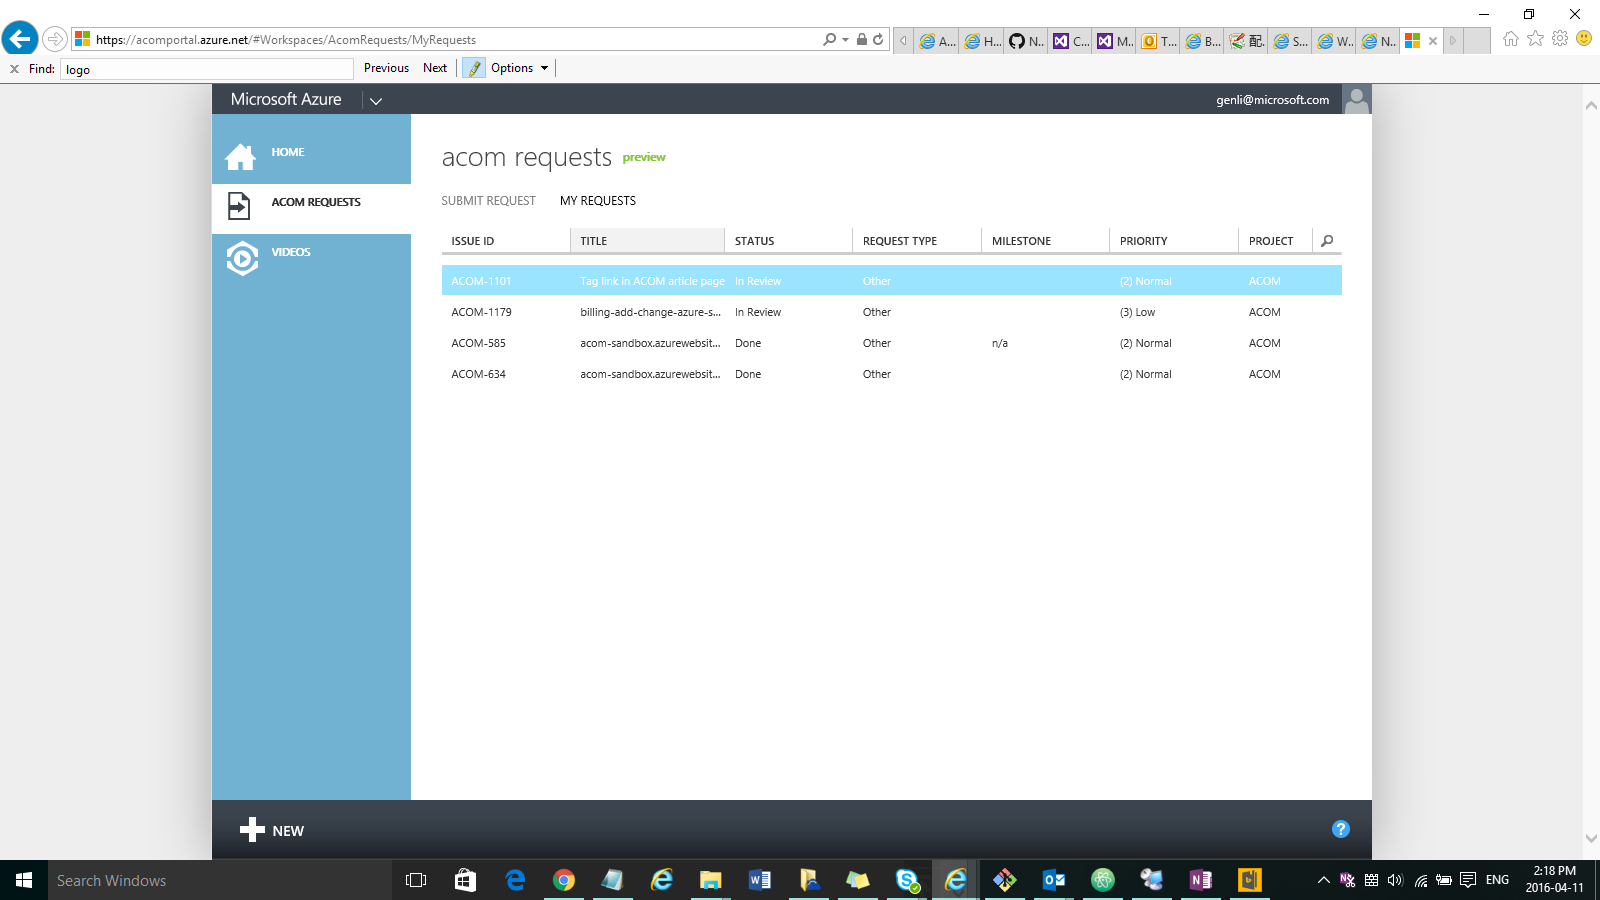 https://acomportal.azure.net/#Workspaces/AcomRequests/MyRequests
A... H... N.. C... M.. T... B... 配. S... W.. N..
Find: logo Previous Next Options
Microsoft Azure genli@microsoft.com
HOME
ACOM REQUESTS
VIDEOS
acom requests preview
SUBMIT REQUEST MY REQUESTS
ISSUE ID TITLE STATUS REQUEST TYPE MILESTONE PRIORITY PROJECT
ACOM-1101 Tag link in ACOM article page In Review Other (2) Normal ACOM
ACOM-1179 billing-add-change-azure-s... In Review Other (3) Low ACOM
ACOM-585 acom-sandbox.azurewebsit... Done Other n/a (2) Normal ACOM
ACOM-634 acom-sandbox.azurewebsit... Done Other (2) Normal ACOM
NEW
Search Windows
ENG
2:18 PM
2016-04-11